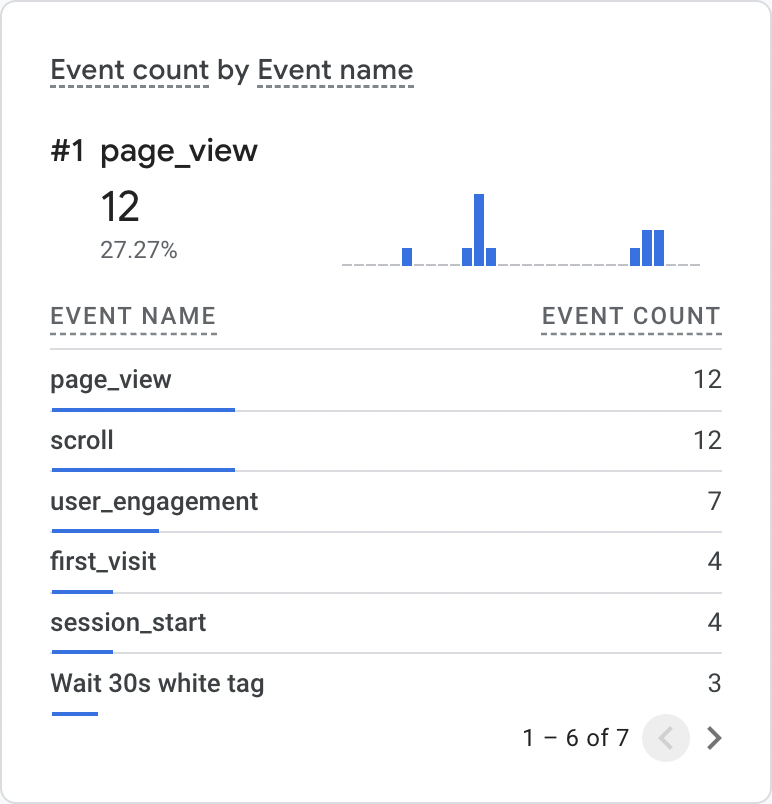 Event count by Event name
#1 page_view
12
27.27%
EVENT NAME EVENT COUNT
page_view 12
scroll 12
user_engagement 7
first_visit 4
session_start 4
Wait 30s white tag 3
1 – 6 of 7